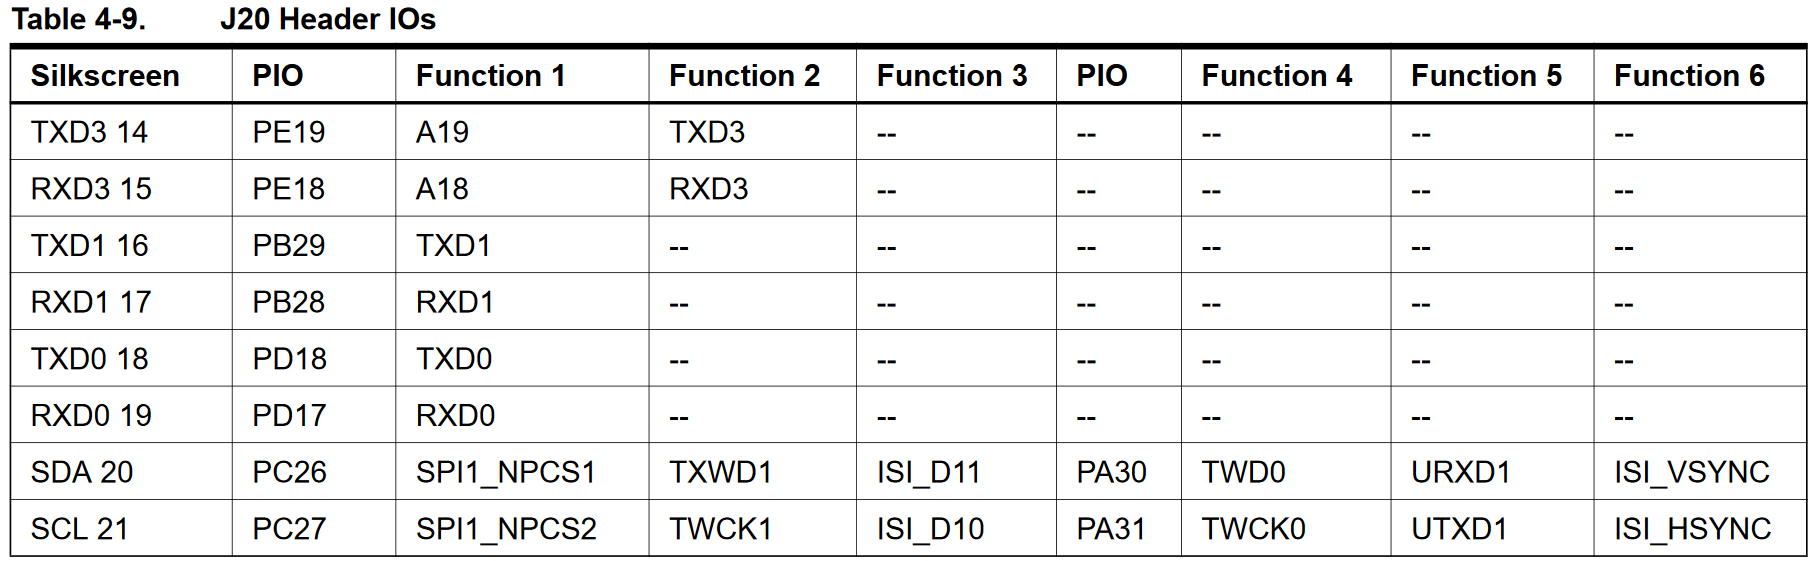 Table 4-9. J20 Header IOs
Silkscreen PIO Function 1 Function 2 Function 3 PIO Function 4 Function 5 Function 6
TXD3 14 PE19 A19 TXD3 -- -- -- -- --
RXD3 15 PE18 A18 RXD3 -- -- -- -- --
TXD1 16 PB29 TXD1 -- -- -- -- -- --
RXD1 17 PB28 RXD1 -- -- -- -- -- --
TXD0 18 PD18 TXD0 -- -- -- -- -- --
RXD0 19 PD17 RXD0 -- -- -- -- -- --
SDA 20 PC26 SPI1_NPCS1 TXWD1 ISI_D11 PA30 TWD0 URXD1 ISI_VSYNC
SCL 21 PC27 SPI1_NPCS2 TWCK1 ISI_D10 PA31 TWCK0 UTXD1 ISI_HSYNC